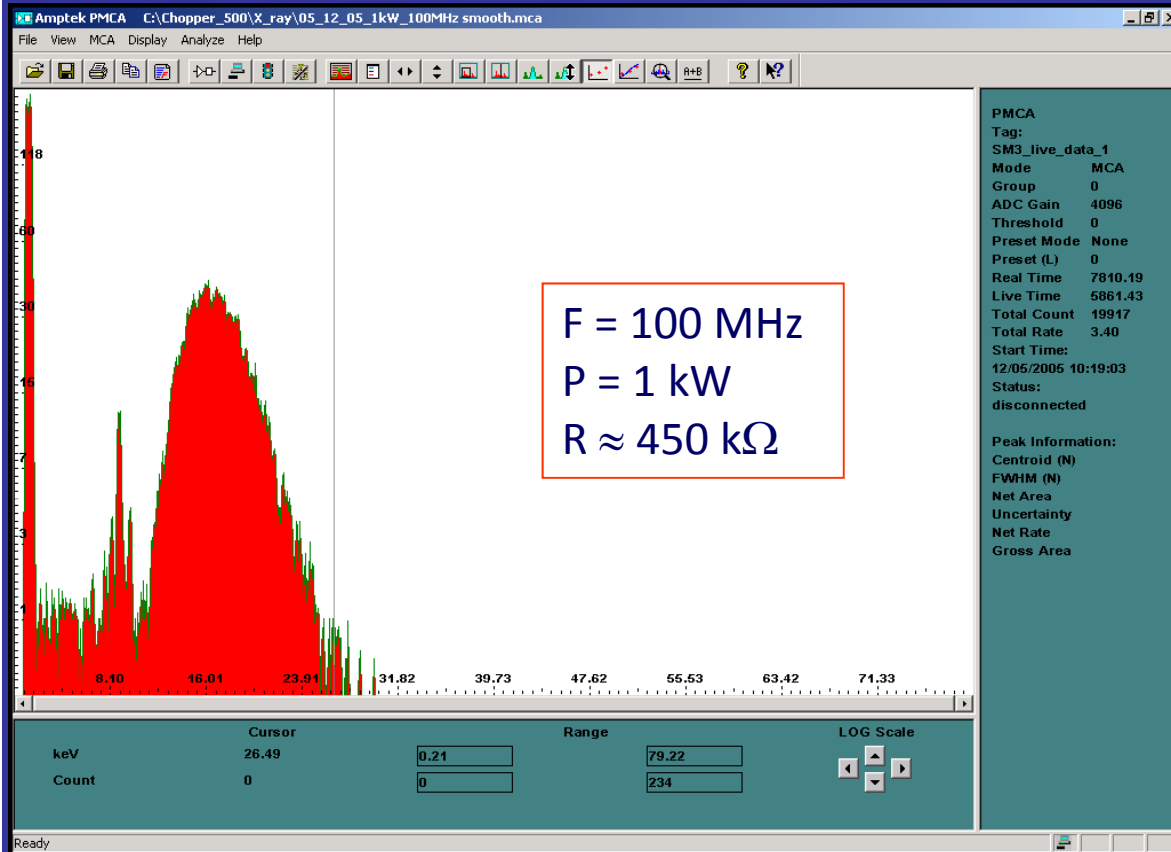 Amptek PMCA C:\Chopper_500\X_ray\05_12_05_1kW_100MHz smooth.mca
File View MCA Display Analyze Help
A+B
118
60
30
15
7
3
1
8.10 16.01 23.91 31.82 39.73 47.62 55.53 63.42 71.33
F = 100 MHz
P = 1 kW
R ≈ 450 kΩ
PMCA
Tag:
SM3_live_data_1
Mode MCA
Group 0
ADC Gain 4096
Threshold 0
Preset Mode None
Preset (L) 0
Real Time 7810.19
Live Time 5861.43
Total Count 19917
Total Rate 3.40
Start Time:
12/05/2005 10:19:03
Status:
disconnected
Peak Information:
Centroid (N)
FWHM (N)
Net Area
Uncertainty
Net Rate
Gross Area
Cursor Range LOG Scale
keV 26.49 0.21 79.22
Count 0 0 234
Ready